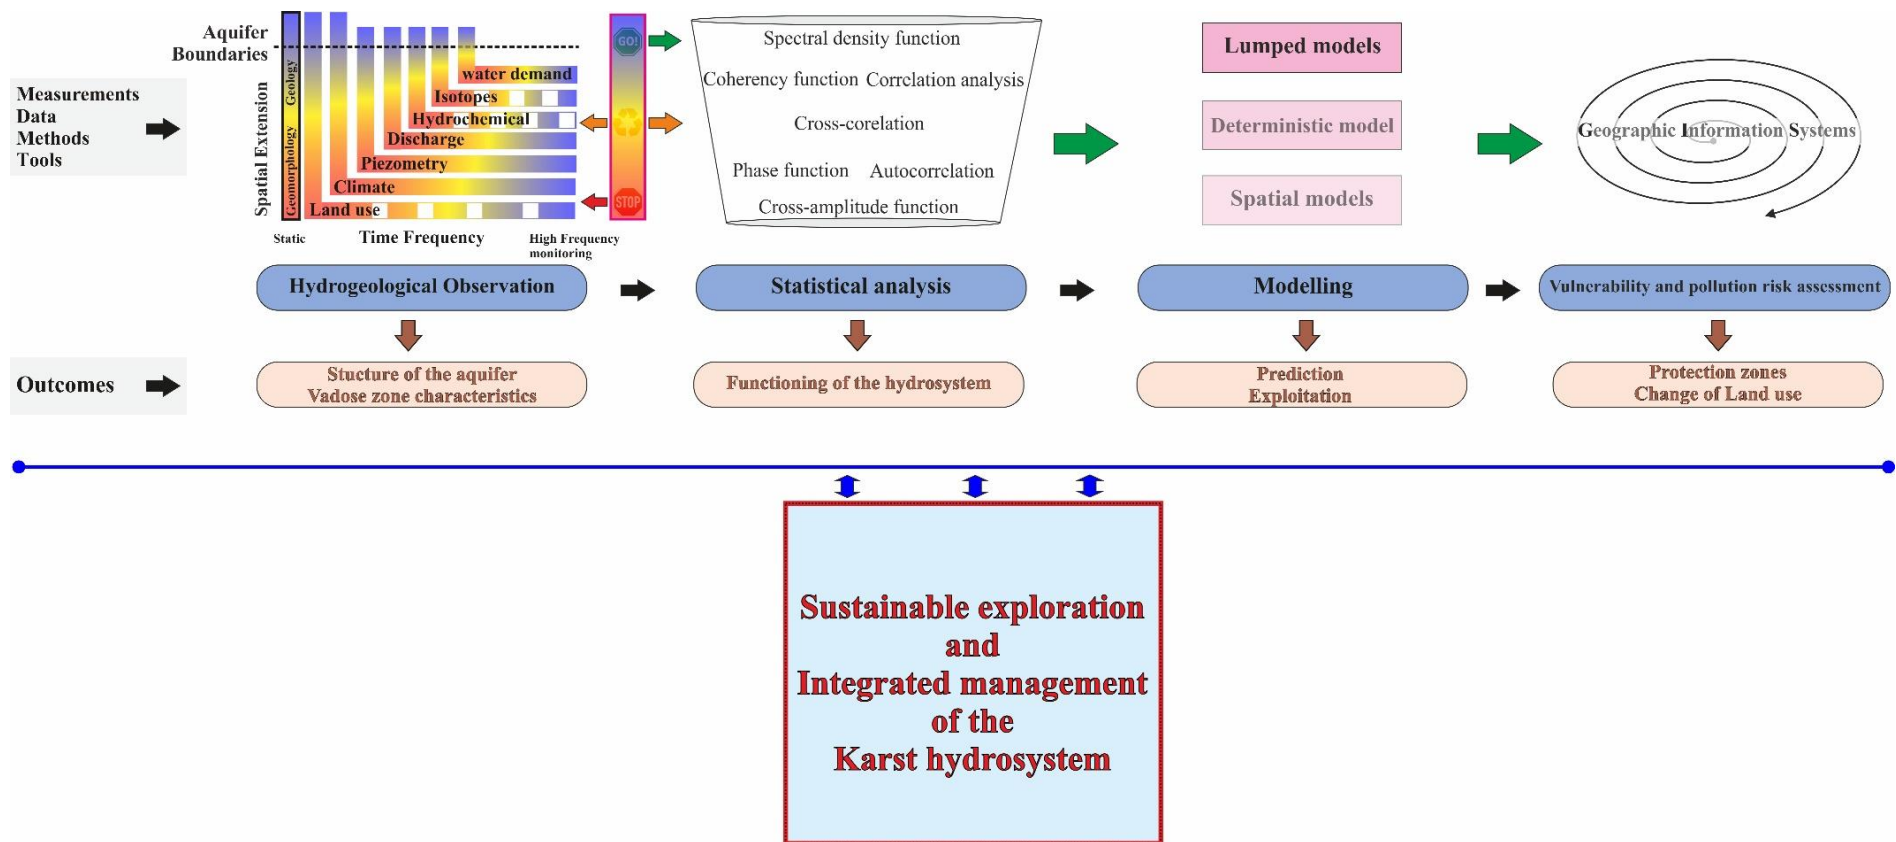 Aquifer
Boundaries
Measurements
Data
Methods
Tools
Spatial Extension
Geology
Geomorphology
water demand
Isotopes
Hydrochemical
Discharge
Piezometry
Climate
Land use
Static
Time Frequency
High Frequency
monitoring
GO!
STOP
Spectral density function
Coherency function Corrclation analysis
Cross-corelation
Phase function Autocorrclation
Cross-amplitude function
Lumped models
Deterministic model
Spatial models
Geographic Information Systems
Hydrogeological Observation
Statistical analysis
Modelling
Vulnerability and pollution risk assessment
Outcomes
Stucture of the aquifer
Vadose zone characteristics
Functioning of the hydrosystem
Prediction
Exploitation
Protection zones
Change of Land use
Sustainable exploration
and
Integrated management
of the
Karst hydrosystem